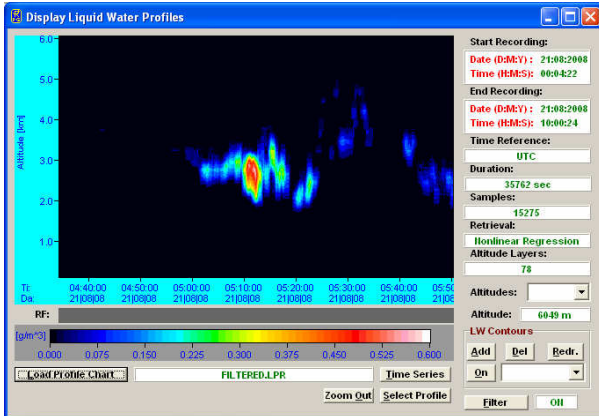 Display Liquid Water Profiles
Start Recording:
Date (D:M:Y) : 21:08:2008
Time (H:M:S): 00:04:22
End Recording:
Date (D:M:Y) : 21:08:2008
Time (H:M:S): 10:00:24
Time Reference:
UTC
Duration:
35762 sec
Samples:
15275
Retrieval:
Nonlinear Regression
Altitude Layers:
78
Altitudes:
Altitude: 6049 m
LW Contours
Add Del Redr.
On
Filter ON
Altitude [km]
6.0
5.0
4.0
3.0
2.0
1.0
Ti: 04:40:00 04:50:00 05:00:00 05:10:00 05:20:00 05:30:00 05:40:00 05:50
Da: 21|08|08 21|08|08 21|08|08 21|08|08 21|08|08 21|08|08 21|08|08 21|08
RF:
[g/m^3]
0.000 0.075 0.150 0.225 0.300 0.375 0.450 0.525 0.600
Load Profile Chart FILTERED.LPR Time Series
Zoom Out Select Profile